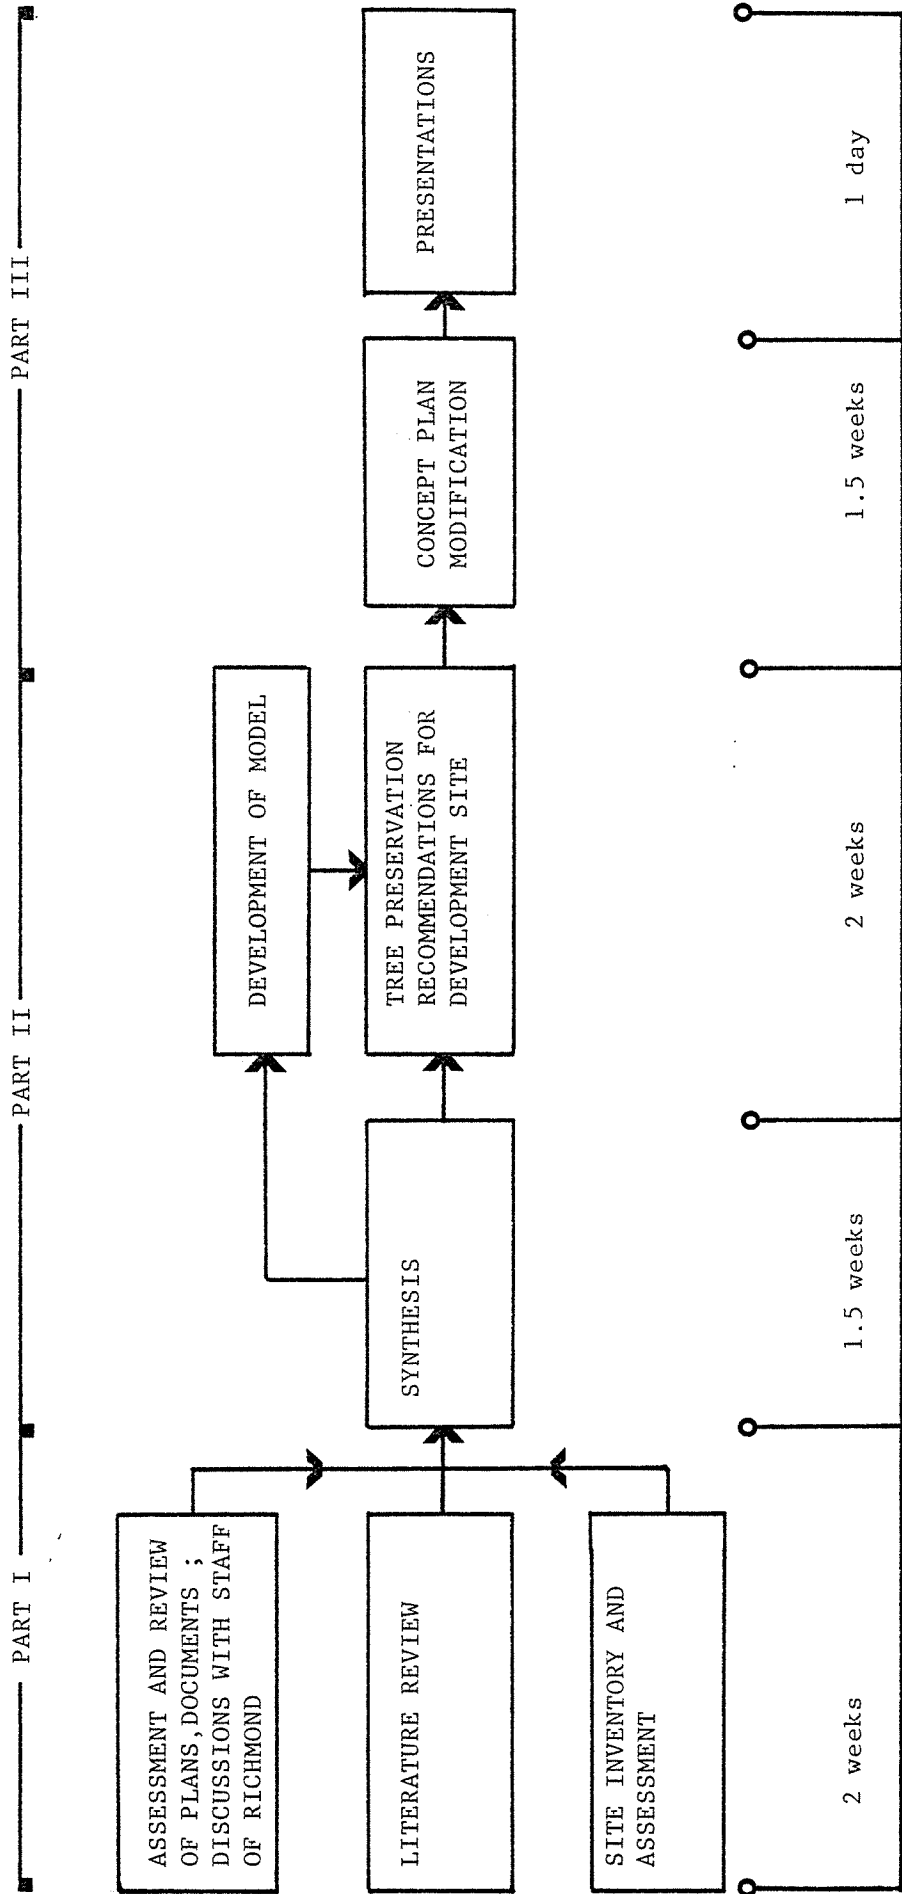 PART I
PART II
PART III
ASSESSMENT AND REVIEW
OF PLANS,DOCUMENTS ;
DISCUSSIONS WITH STAFF
OF RICHMOND
LITERATURE REVIEW
SITE INVENTORY AND
ASSESSMENT
SYNTHESIS
DEVELOPMENT OF MODEL
TREE PRESERVATION
RECOMMENDATIONS FOR
DEVELOPMENT SITE
CONCEPT PLAN
MODIFICATION
PRESENTATIONS
2 weeks
1.5 weeks
2 weeks
1.5 weeks
1 day